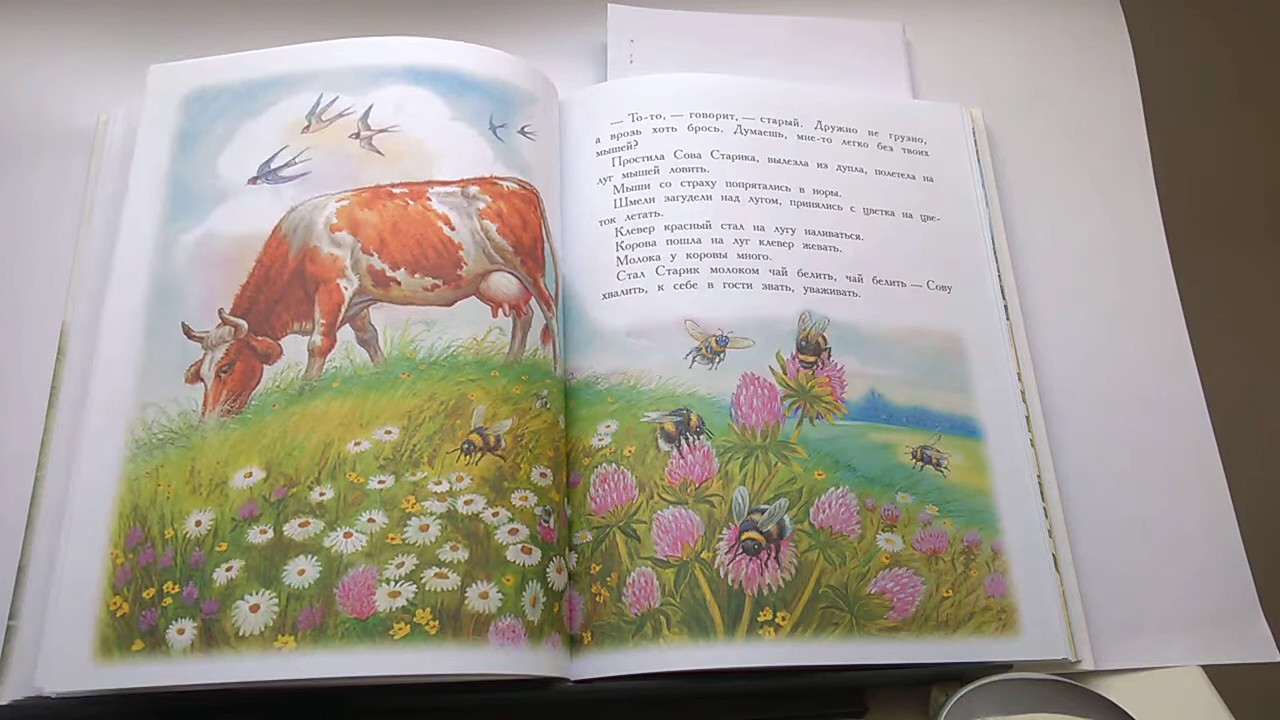 — То-то, — говорит, — старый. Дружно не грузно,
а врозь хоть брось. Думаешь, мне-то легко без твоих
мышей?
Простила Сова Старика, вылезла из дупла, полетела на
луг мышей ловить.
Мыши со страху попрятались в норы.
Шмели загудели над лугом, принялись с цветка на цве-
ток летать.
Клевер красный стал на лугу наливаться.
Корова пошла на луг клевер жевать.
Молока у коровы много.
Стал Старик молоком чай белить, чай белить — Сову
хвалить, к себе в гости звать, уваживать.